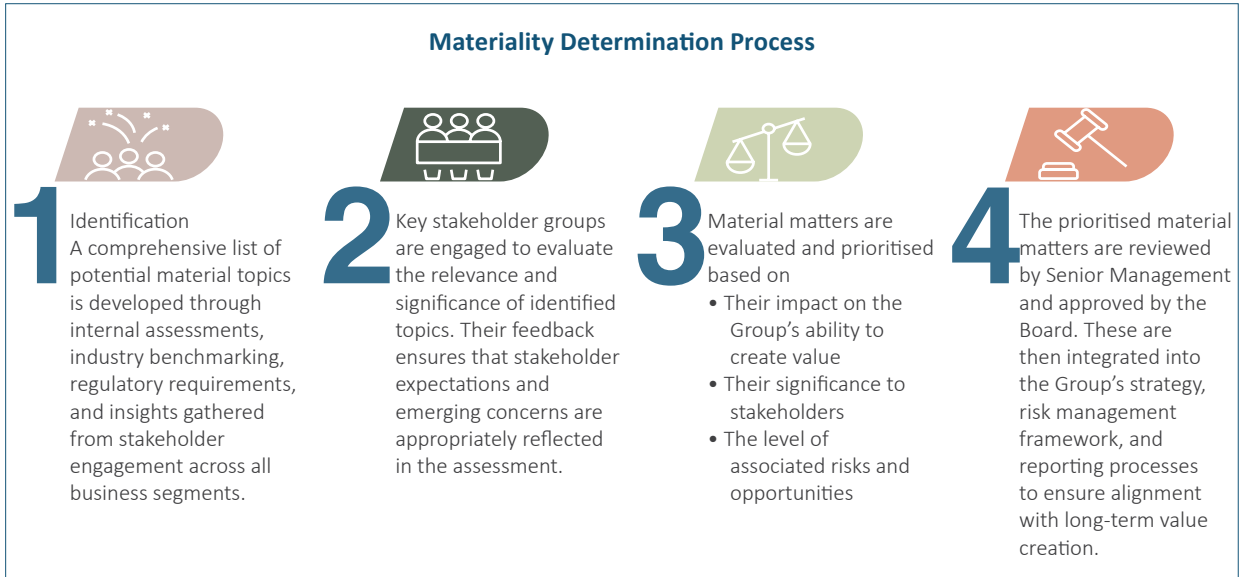 Materiality Determination Process
1
Identification
A comprehensive list of
potential material topics
is developed through
internal assessments,
industry benchmarking,
regulatory requirements,
and insights gathered
from stakeholder
engagement across all
business segments.
2
Key stakeholder groups
are engaged to evaluate
the relevance and
significance of identified
topics. Their feedback
ensures that stakeholder
expectations and
emerging concerns are
appropriately reflected
in the assessment.
3
Material matters are
evaluated and prioritised
based on
• Their impact on the
Group’s ability to
create value
• Their significance to
stakeholders
• The level of
associated risks and
opportunities
4
The prioritised material
matters are reviewed
by Senior Management
and approved by the
Board. These are
then integrated into
the Group’s strategy,
risk management
framework, and
reporting processes
to ensure alignment
with long-term value
creation.